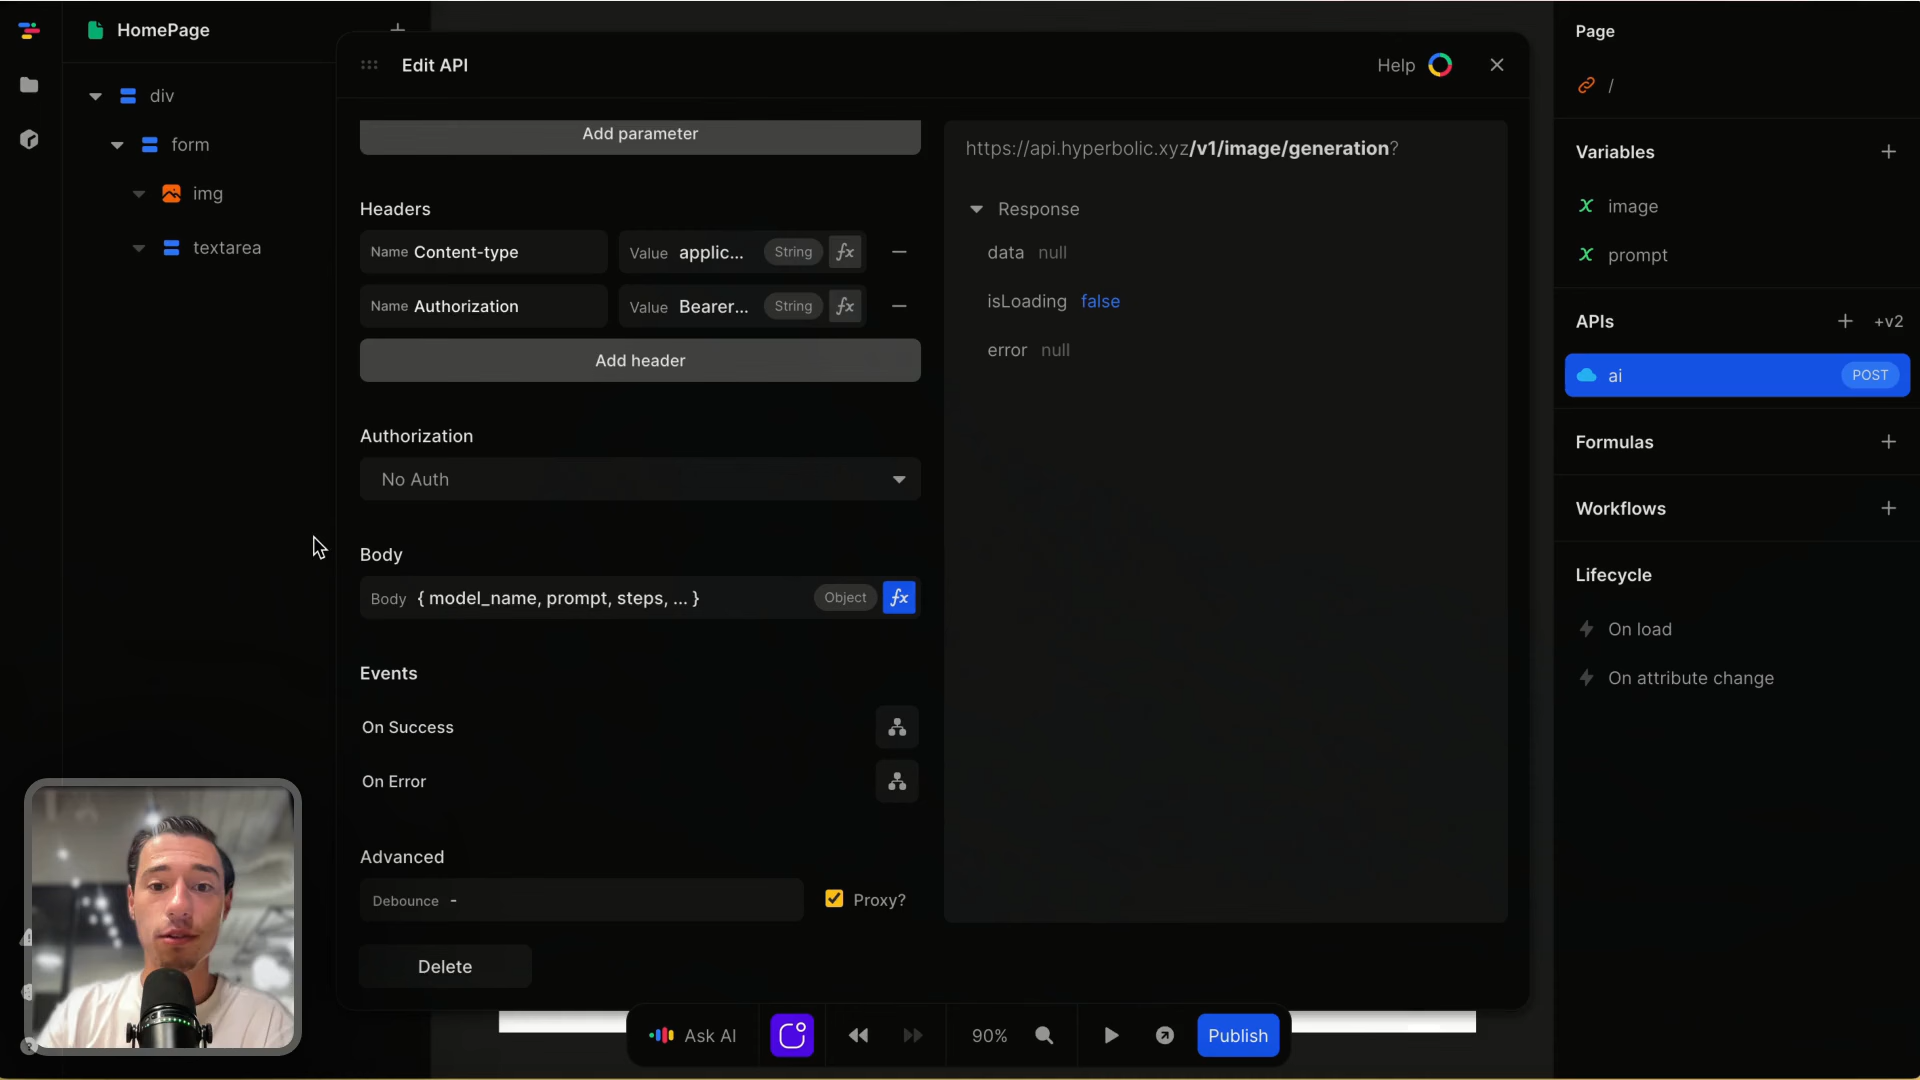 HomePage
div
form
img
textarea
Edit API
Help
Add parameter
Headers
Name Content-type Value applic... String fx
Name Authorization Value Bearer... String fx
Add header
Authorization
No Auth
Body
Body { model_name, prompt, steps, ... } Object fx
Events
On Success
On Error
Advanced
Debounce - Proxy?
Delete
https://api.hyperbolic.xyz/v1/image/generation?
Response
data null
isLoading false
error null
Page
/
Variables
image
prompt
APIs +v2
ai POST
Formulas
Workflows
Lifecycle
On load
On attribute change
Ask AI 90% Publish